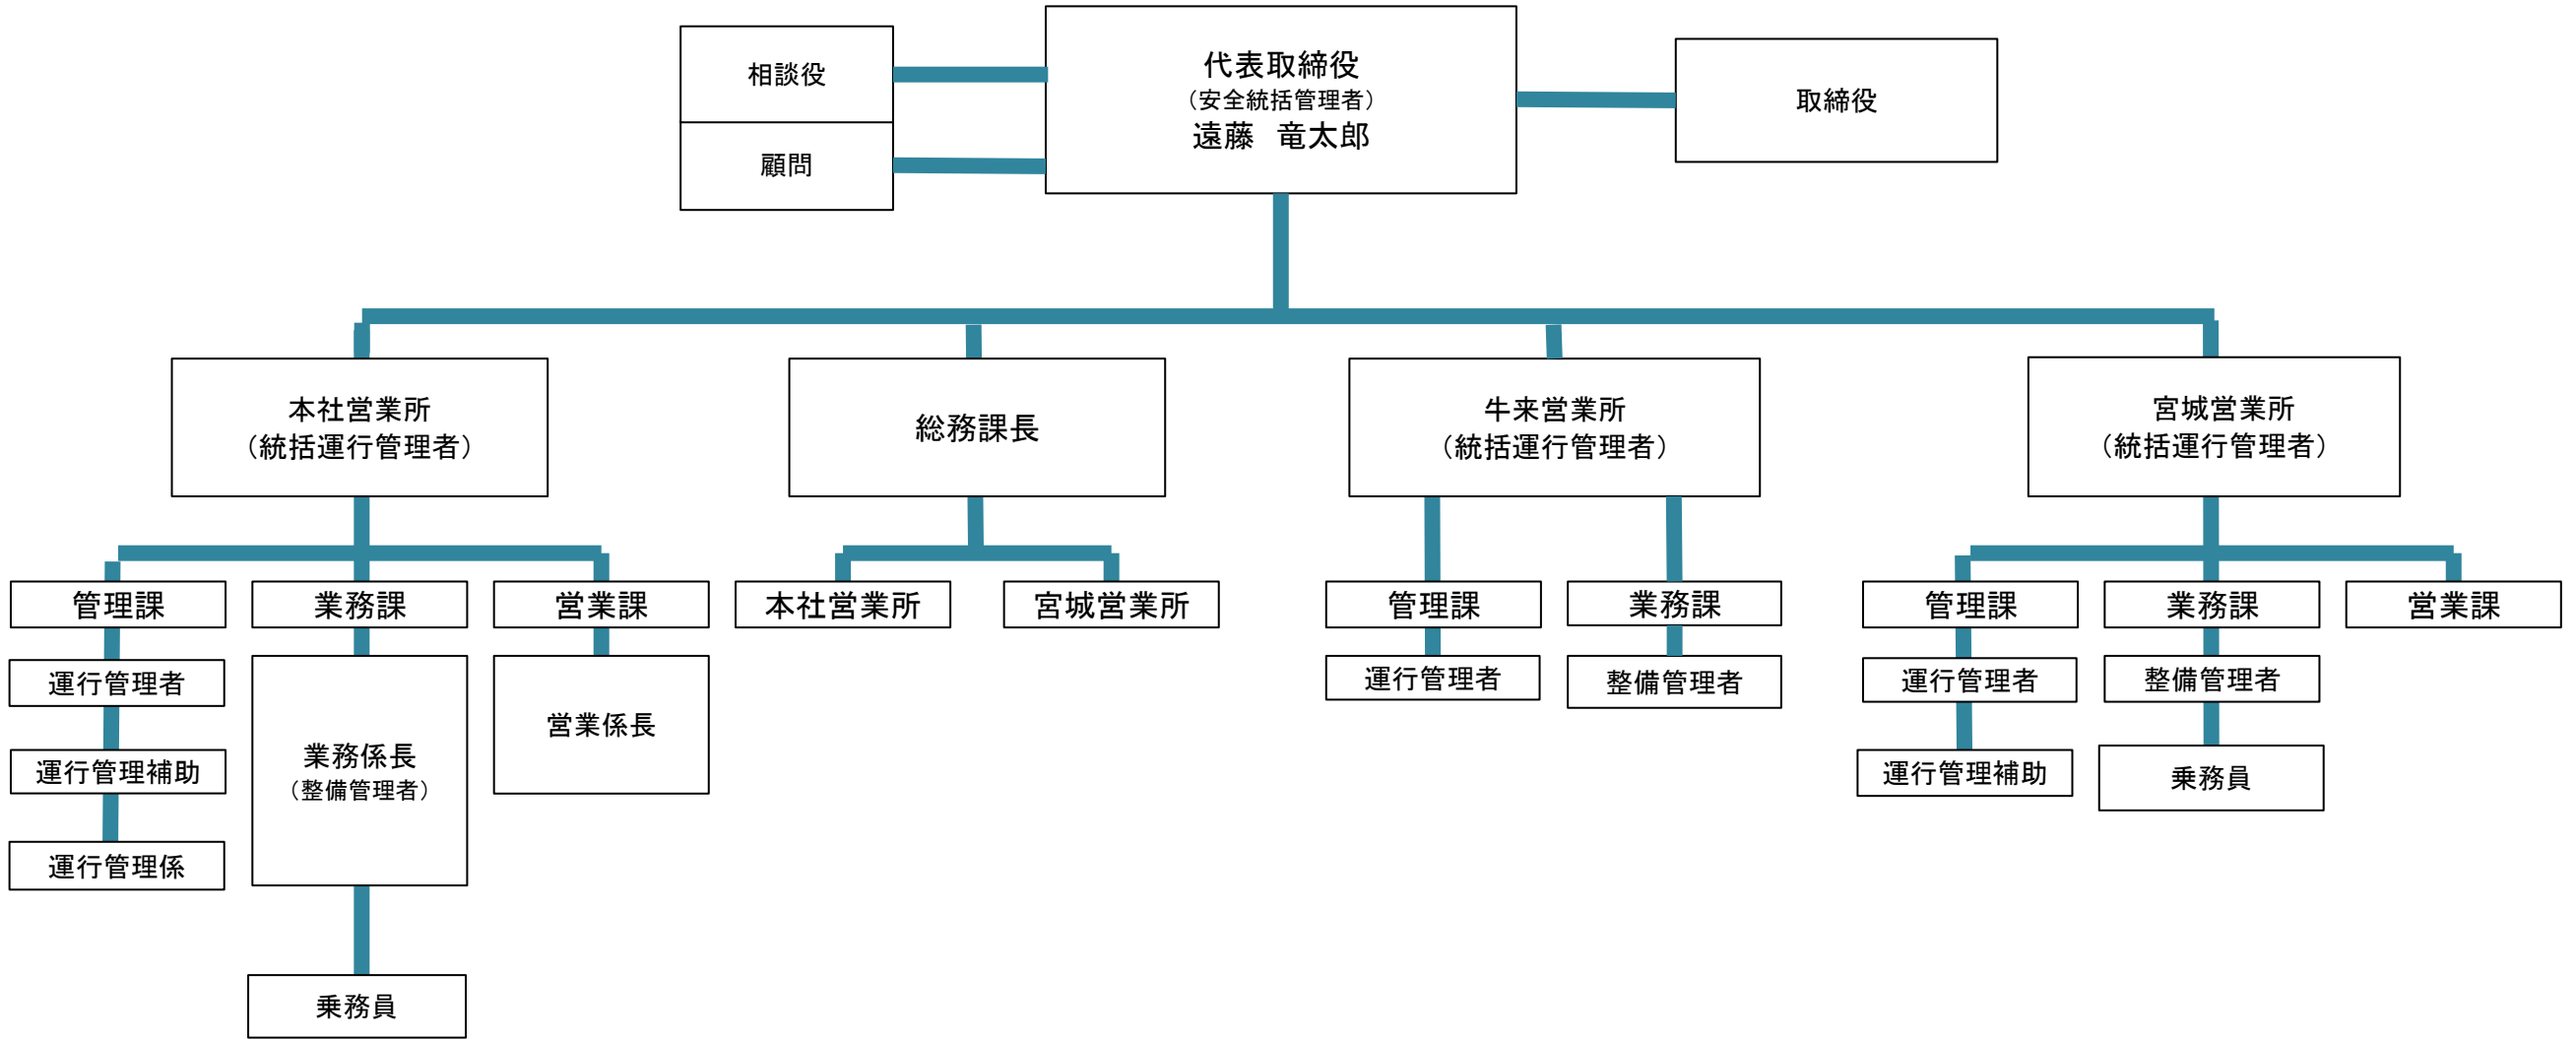 相談役
顧問
代表取締役
（安全統括管理者）
遠藤　竜太郎
取締役
本社営業所
（統括運行管理者）
総務課長
牛来営業所
（統括運行管理者）
宮城営業所
（統括運行管理者）
管理課
業務課
営業課
本社営業所
宮城営業所
管理課
業務課
管理課
業務課
営業課
運行管理者
業務係長
（整備管理者）
営業係長
運行管理者
整備管理者
運行管理者
整備管理者
運行管理補助
運行管理補助
乗務員
運行管理係
乗務員